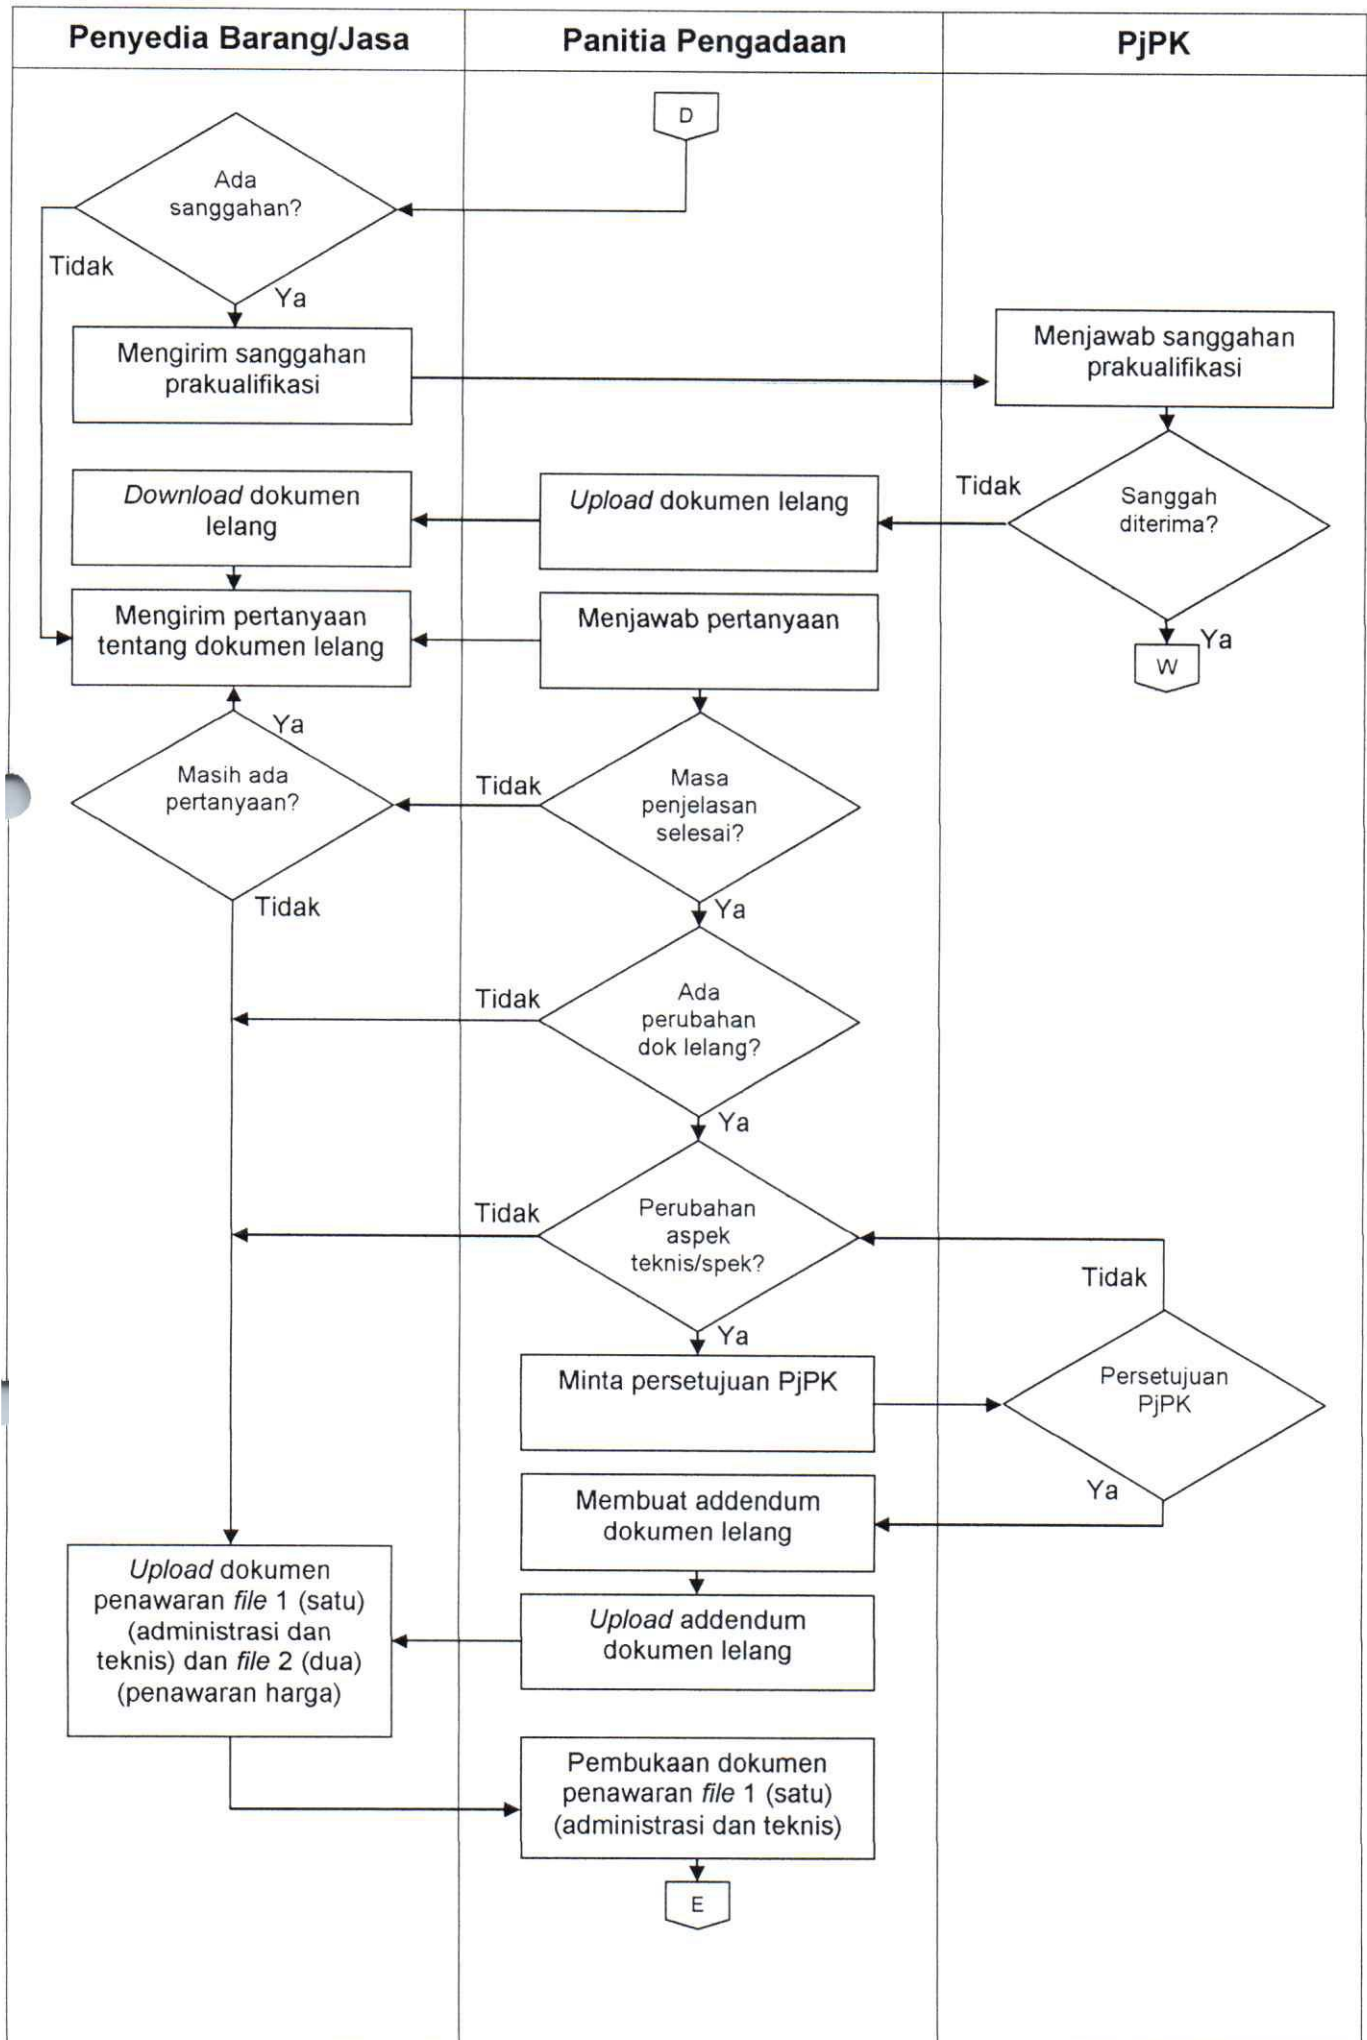 Penyedia Barang/Jasa
Panitia Pengadaan
PjPK
D
Ada
sanggahan?
Tidak
Ya
Mengirim sanggahan
prakualifikasi
Menjawab sanggahan
prakualifikasi
Download dokumen
lelang
Upload dokumen lelang
Tidak
Sanggah
diterima?
Mengirim pertanyaan
tentang dokumen lelang
Menjawab pertanyaan
Ya
W
Ya
Masih ada
pertanyaan?
Tidak
Masa
penjelasan
selesai?
Tidak
Ya
Tidak
Ada
perubahan
dok lelang?
Ya
Tidak
Perubahan
aspek
teknis/spek?
Tidak
Ya
Minta persetujuan PjPK
Persetujuan
PjPK
Ya
Membuat addendum
dokumen lelang
Upload dokumen
penawaran file 1 (satu)
(administrasi dan
teknis) dan file 2 (dua)
(penawaran harga)
Upload addendum
dokumen lelang
Pembukaan dokumen
penawaran file 1 (satu)
(administrasi dan teknis)
E